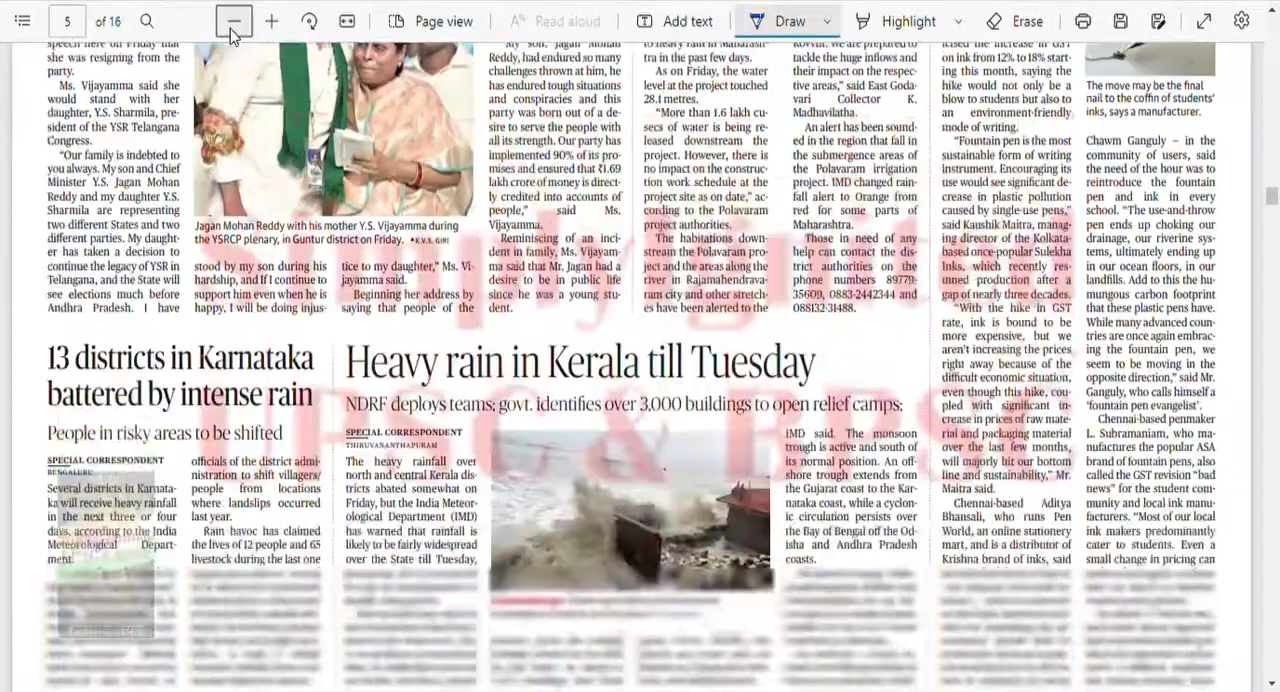 5 of 16
Page view
Read aloud
Add text
Draw
Highlight
Erase
speech here on Friday that
she was resigning from the
party.
Ms. Vijayamma said she
would stand with her
daughter, Y.S. Sharmila, pre-
sident of the YSR Telangana
Congress.
"Our family is indebted to
you always. My son and Chief
Minister Y.S. Jagan Mohan
Reddy and my daughter Y.S.
Sharmila are representing
two different States and two
different parties. My daught-
er has taken a decision to
continue the legacy of YSR in
Telangana, and the State will
see elections much before
Andhra Pradesh. I have
Jagan Mohan Reddy with his mother Y.S. Vijayamma during
the YSRCP plenary, in Guntur district on Friday. • K.V.S. GIRI
stood by my son during his
hardship, and if I continue to
support him even when he is
happy, I will be doing injus-
tice to my daughter," Ms. Vi-
jayamma said.
Beginning her address by
saying that people of the
My son, Jagan Mohan
Reddy, had endured so many
challenges thrown at him, he
has endured tough situations
and conspiracies and this
party was born out of a de-
sire to serve the people with
all its strength. Our party has
implemented 90% of its pro-
mises and ensured that ₹1.69
lakh crore of money is direct-
ly credited into accounts of
people," said Ms.
Vijayamma.
Reminiscing of an inci-
dent in family, Ms. Vijayam-
ma said that Mr. Jagan had a
desire to be in public life
since he was a young stu-
dent.
to heavy rain in Maharash-
tra in the past few days.
As on Friday, the water
level at the project touched
28.1 metres.
"More than 1.6 lakh cu-
secs of water is being re-
leased downstream the
project. However, there is
no impact on the construc-
tion work schedule at the
project site as on date," ac-
cording to the Polavaram
project authorities.
The habitations down-
stream the Polavaram pro-
ject and the areas along the
river in Rajamahendrava-
ram city and other stretch-
es have been alerted to the
Kovvur. We are prepared to
tackle the huge inflows and
their impact on the respec-
tive areas," said East Goda-
vari Collector K.
Madhavilatha.
An alert has been sound-
ed in the region that fall in
the submergence areas of
Polavaram irrigation
project. IMD changed rain-
fall alert to Orange from
red for some parts of
Maharashtra.
Those in need of any
help can contact the dis-
trict authorities on the
phone numbers 89779-
35609, 0883-2442344 and
088132-31488.
cised the increase in GST
on ink from 12% to 18% start-
ing this month, saying the
hike would not only be a
blow to students but also to
an environment-friendly
mode of writing.
"Fountain pen is the most
sustainable form of writing
instrument. Encouraging its
use would see significant de-
crease in plastic pollution
caused by single-use pens,"
said Kaushik Maitra, manag-
ing director of the Kolkata-
based once-popular Sulekha
Inks, which recently res-
umed production after a
gap of nearly three decades.
"With the hike in GST
rate, ink is bound to be
more expensive, but we
aren't increasing the prices
right away because of the
difficult economic situation,
even though this hike, cou-
pled with significant in-
crease in prices of raw mate-
rial and packaging material
over the last few months,
will majorly hit our bottom
line and sustainability," Mr.
Maitra said.
Chennai-based Aditya
Bhansali, who runs Pen
World, an online stationery
mart, and is a distributor of
Krishna brand of inks, said
The move may be the final
nail to the coffin of students'
inks, says a manufacturer.
Chawm Ganguly – in the
community of users, said
the need of the hour was to
reintroduce the fountain
pen and ink in every
school. "The use-and-throw
pen ends up choking our
drainage, our riverine sys-
tems, ultimately ending up
in our ocean floors, in our
landfills. Add to this the hu-
mungous carbon footprint
that these plastic pens have.
While many advanced coun-
tries are once again embrac-
ing the fountain pen, we
seem to be moving in the
opposite direction," said Mr.
Ganguly, who calls himself a
'fountain pen evangelist'.
Chennai-based penmaker
L. Subramaniam, who ma-
nufactures the popular ASA
brand of fountain pens, also
called the GST revision "bad
news" for the student com-
munity and local ink manu-
facturers. "Most of our local
ink makers predominantly
cater to students. Even a
small change in pricing can
13 districts in Karnataka
battered by intense rain
People in risky areas to be shifted
SPECIAL CORRESPONDENT
BENGALURU
Several districts in Karnata-
ka will receive heavy rainfall
in the next three or four
days, according to the India
Meteorological Depart-
ment.
officials of the district admi-
nistration to shift villagers/
people from locations
where landslips occurred
last year.
Rain havoc has claimed
the lives of 12 people and 65
livestock during the last one
Heavy rain in Kerala till Tuesday
NDRF deploys teams; govt. identifies over 3,000 buildings to open relief camps:
SPECIAL CORRESPONDENT
THIRUVANANTHAPURAM
The heavy rainfall over
north and central Kerala dis-
tricts abated somewhat on
Friday, but the India Meteor-
ological Department (IMD)
has warned that rainfall is
likely to be fairly widespread
over the State till Tuesday,
IMD said. The monsoon
trough is active and south of
its normal position. An off-
shore trough extends from
the Gujarat coast to the Kar-
nataka coast, while a cyclon-
ic circulation persists over
the Bay of Bengal off the Od-
isha and Andhra Pradesh
coasts.